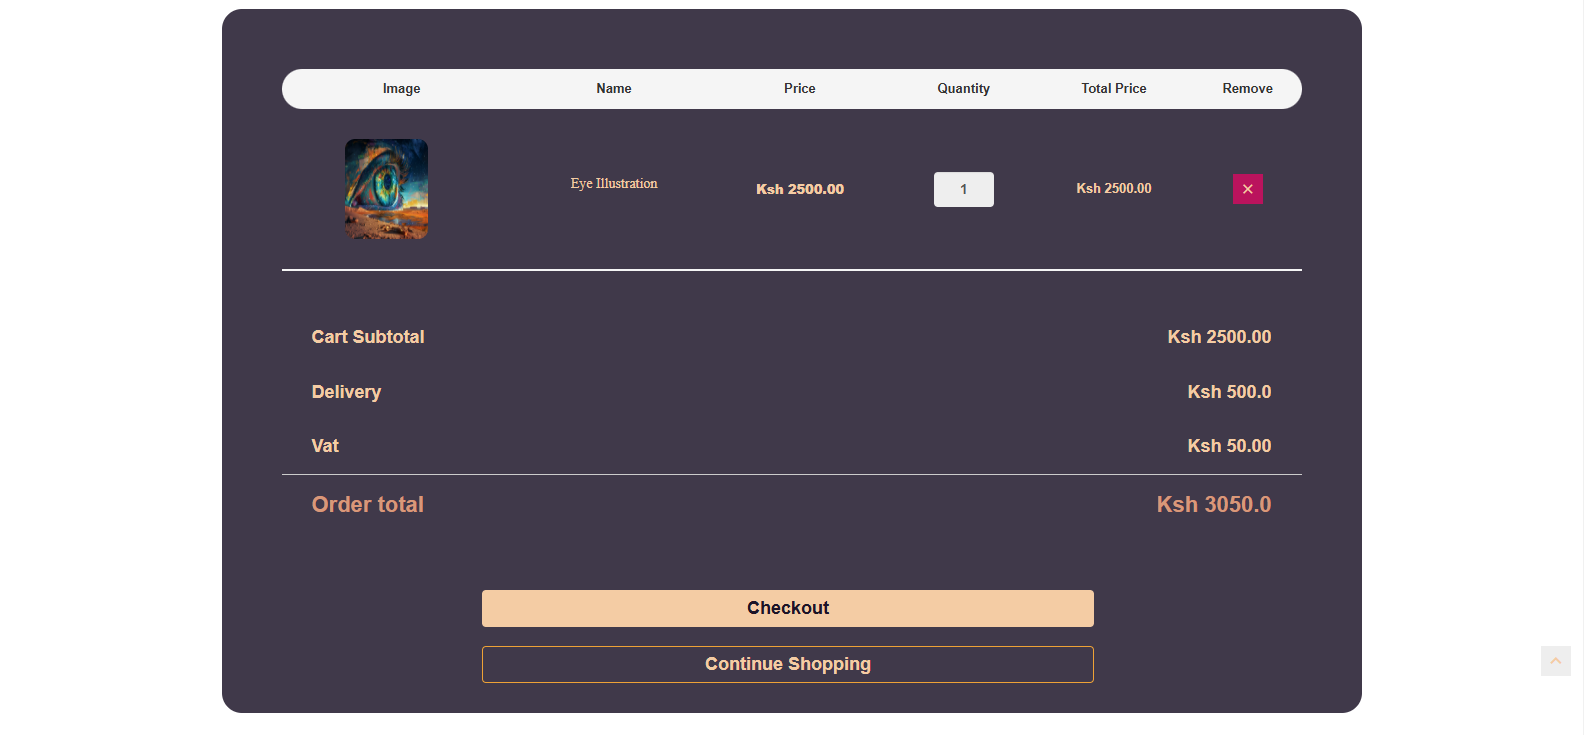 Image Name Price Quantity Total Price Remove
Eye Illustration Ksh 2500.00 1 Ksh 2500.00 ×
Cart Subtotal Ksh 2500.00
Delivery Ksh 500.0
Vat Ksh 50.00
Order total Ksh 3050.0
Checkout
Continue Shopping